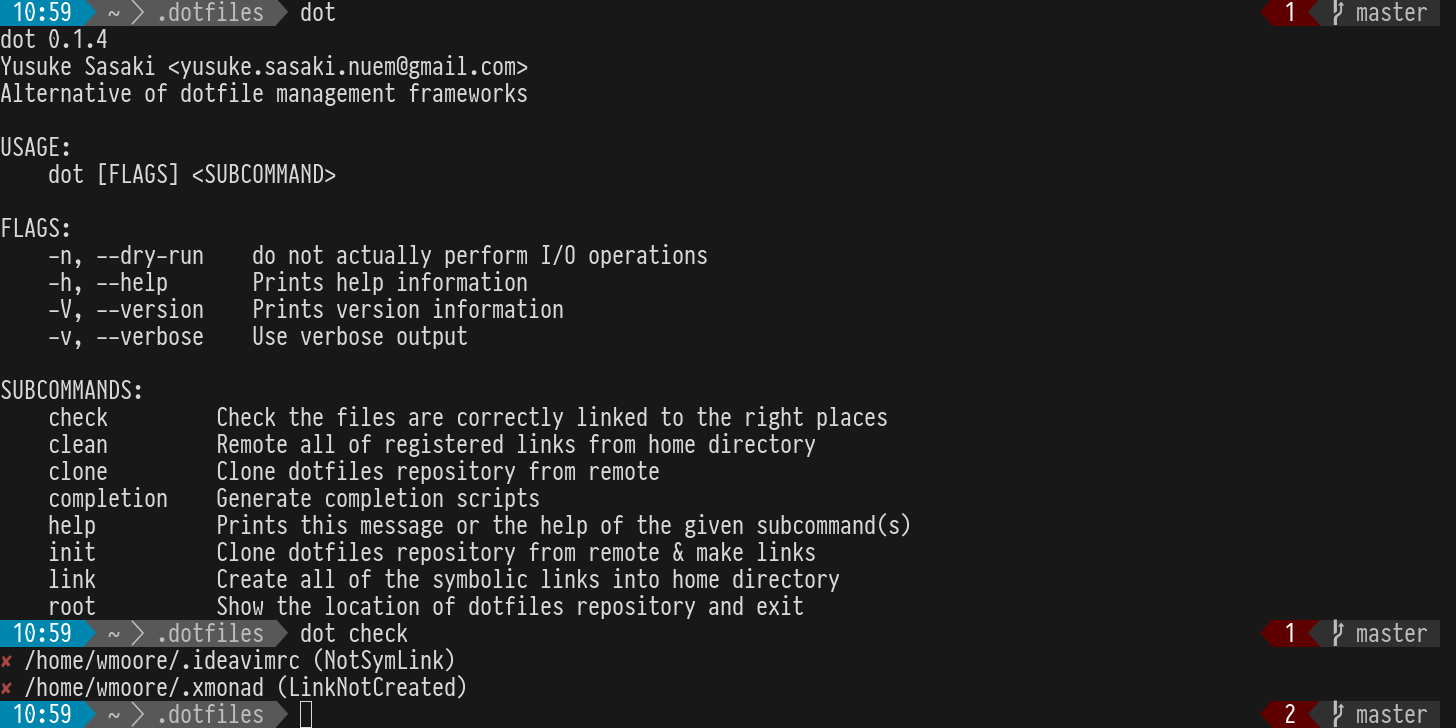 10:59 ~ .dotfiles dot 1 master
dot 0.1.4
Yusuke Sasaki <yusuke.sasaki.nuem@gmail.com>
Alternative of dotfile management frameworks
USAGE:
dot [FLAGS] <SUBCOMMAND>
FLAGS:
-n, --dry-run do not actually perform I/O operations
-h, --help Prints help information
-V, --version Prints version information
-v, --verbose Use verbose output
SUBCOMMANDS:
check Check the files are correctly linked to the right places
clean Remote all of registered links from home directory
clone Clone dotfiles repository from remote
completion Generate completion scripts
help Prints this message or the help of the given subcommand(s)
init Clone dotfiles repository from remote & make links
link Create all of the symbolic links into home directory
root Show the location of dotfiles repository and exit
10:59 ~ .dotfiles dot check 1 master
✘ /home/wmoore/.ideavimrc (NotSymLink)
✘ /home/wmoore/.xmonad (LinkNotCreated)
10:59 ~ .dotfiles 2 master